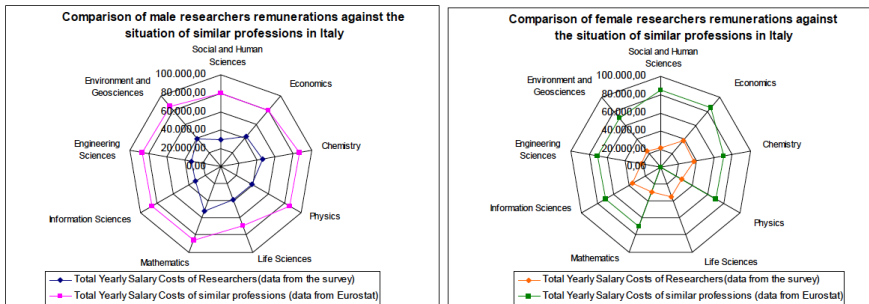 Comparison of male researchers remunerations against the
situation of similar professions in Italy
Social and Human
Sciences
100.000,00
80.000,00
60.000,00
40.000,00
20.000,00
0,00
Economics
Chemistry
Physics
Life Sciences
Mathematics
Information Sciences
Engineering
Sciences
Environment and
Geosciences
Total Yearly Salary Costs of Researchers(data from the survey)
Total Yearly Salary Costs of similar professions (data from Eurostat)
Comparison of female researchers remunerations against
the situation of similar professions in Italy
Social and Human
Sciences
100.000,00
80.000,00
60.000,00
40.000,00
20.000,00
0,00
Economics
Chemistry
Physics
Life Sciences
Mathematics
Information Sciences
Engineering
Sciences
Environment and
Geosciences
Total Yearly Salary Costs of Researchers(data from the survey)
Total Yearly Salary Costs of similar professions (data from Eurostat)